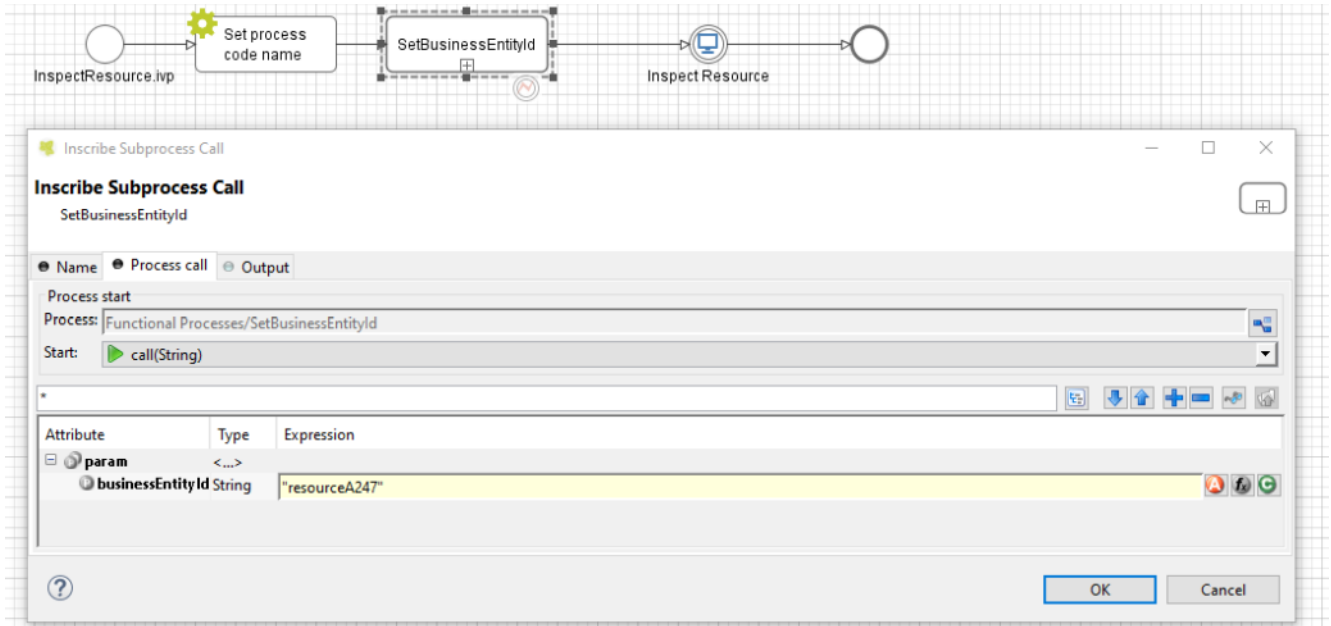 Set process
code name
SetBusinessEntityId
InspectResource.ivp
Inspect Resource
Inscribe Subprocess Call
Inscribe Subprocess Call
SetBusinessEntityId
Name Process call Output
Process start
Process: Functional Processes/SetBusinessEntityId
Start: call(String)
*
Attribute Type Expression
param <...>
businessEntityId String "resourceA247"
A fx C
?
OK Cancel